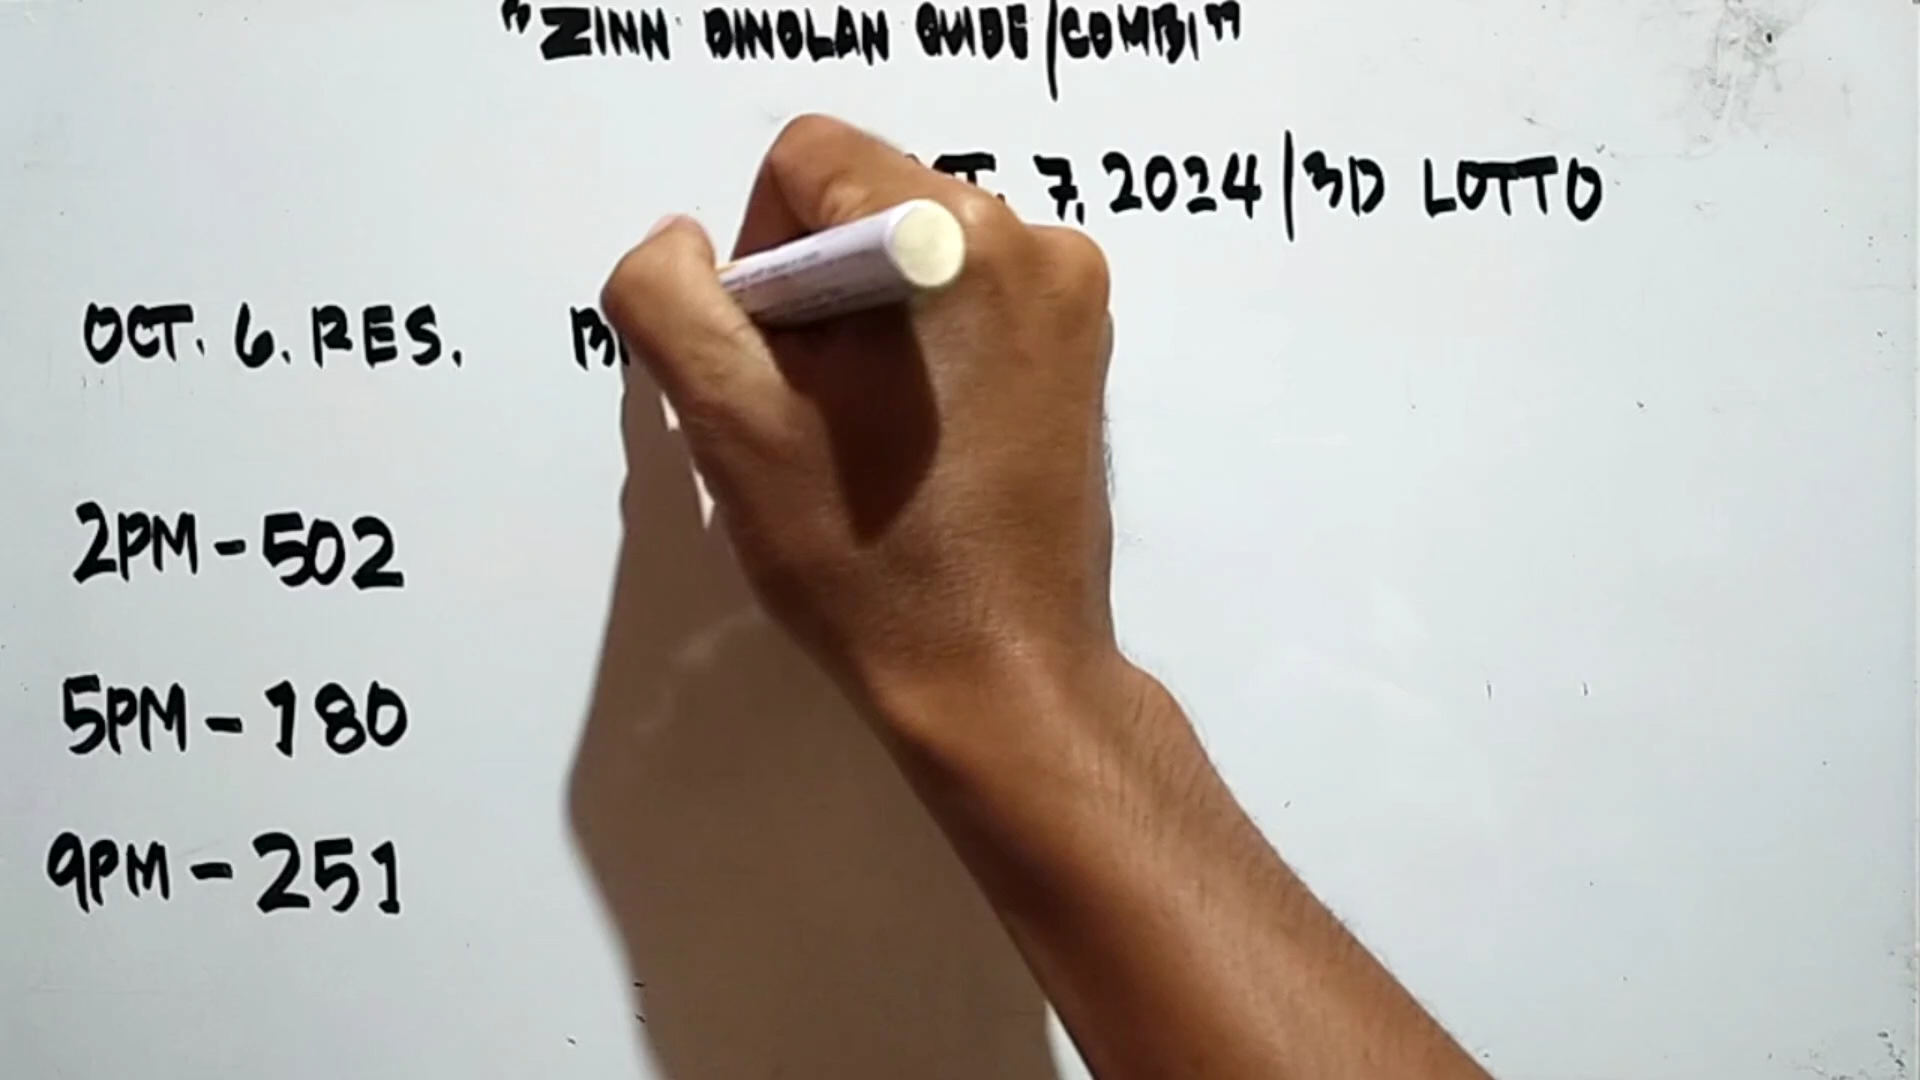 "ZINN DINOLAN GUIDE/COMBI"
7, 2024/3D LOTTO
OCT. 6. RES.
2PM - 502
5PM - 180
9PM - 251